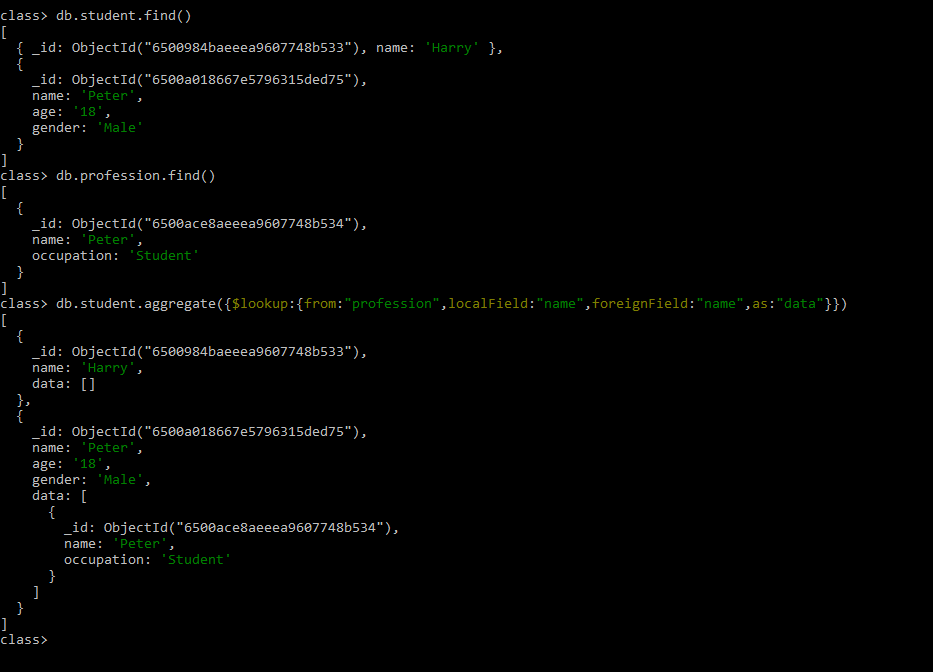 class> db.student.find()
[
  { _id: ObjectId("6500984baeeea9607748b533"), name: 'Harry' },
  {
    _id: ObjectId("6500a018667e5796315ded75"),
    name: 'Peter',
    age: '18',
    gender: 'Male'
  }
]
class> db.profession.find()
[
  {
    _id: ObjectId("6500ace8aeeea9607748b534"),
    name: 'Peter',
    occupation: 'Student'
  }
]
class> db.student.aggregate({$lookup:{from:"profession",localField:"name",foreignField:"name",as:"data"}})
[
  {
    _id: ObjectId("6500984baeeea9607748b533"),
    name: 'Harry',
    data: []
  },
  {
    _id: ObjectId("6500a018667e5796315ded75"),
    name: 'Peter',
    age: '18',
    gender: 'Male',
    data: [
      {
        _id: ObjectId("6500ace8aeeea9607748b534"),
        name: 'Peter',
        occupation: 'Student'
      }
    ]
  }
]
class>